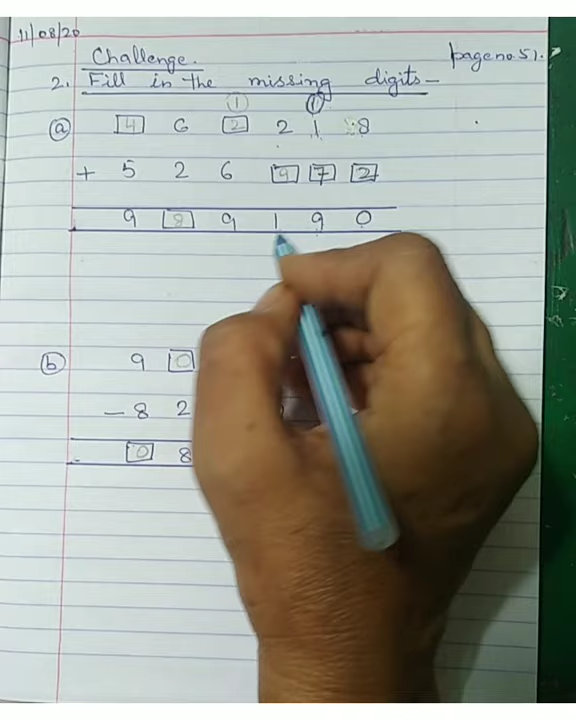 11/08/20
Challenge. page no. 51.
2. Fill in the missing digits-
1 1
a 4 6 2 2 1 8
+ 5 2 6 9 7 2
9 8 9 1 9 0
b 9 0
- 8 2
0 8